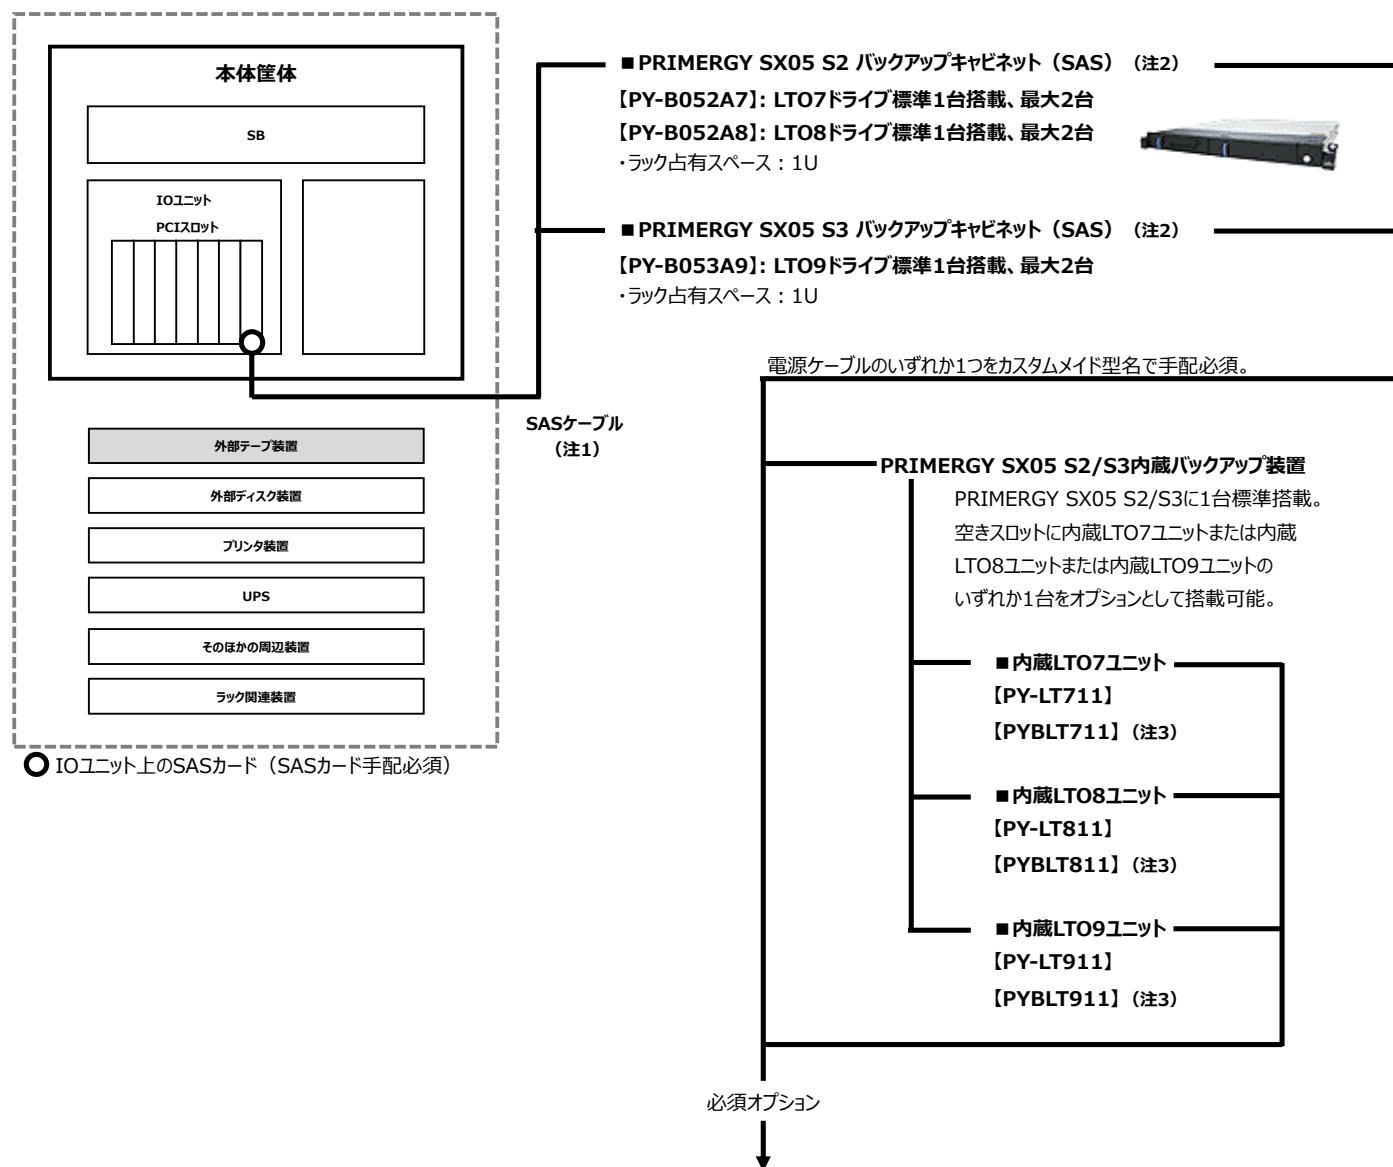 本体筐体
SB
IOユニット
PCIスロット
外部テープ装置
外部ディスク装置
プリンタ装置
UPS
そのほかの周辺装置
ラック関連装置
IOユニット上のSASカード（SASカード手配必須）
SASケーブル
（注1）
■PRIMERGY SX05 S2 バックアップキャビネット（SAS）（注2）
【PY-B052A7】: LTO7ドライブ標準1台搭載、最大2台
【PY-B052A8】: LTO8ドライブ標準1台搭載、最大2台
・ラック占有スペース：1U
■PRIMERGY SX05 S3 バックアップキャビネット（SAS）（注2）
【PY-B053A9】: LTO9ドライブ標準1台搭載、最大2台
・ラック占有スペース：1U
電源ケーブルのいずれか1つをカスタムメイド型名で手配必須。
PRIMERGY SX05 S2/S3内蔵バックアップ装置
PRIMERGY SX05 S2/S3に1台標準搭載。
空きスロットに内蔵LTO7ユニットまたは内蔵
LTO8ユニットまたは内蔵LTO9ユニットの
いずれか1台をオプションとして搭載可能。
■内蔵LTO7ユニット
【PY-LT711】
【PYBLT711】（注3）
■内蔵LTO8ユニット
【PY-LT811】
【PYBLT811】（注3）
■内蔵LTO9ユニット
【PY-LT911】
【PYBLT911】（注3）
必須オプション